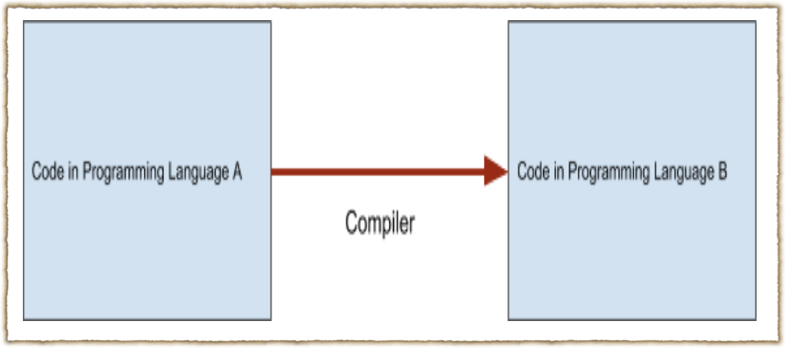 Code in Programming Language A
Code in Programming Language B
Compiler